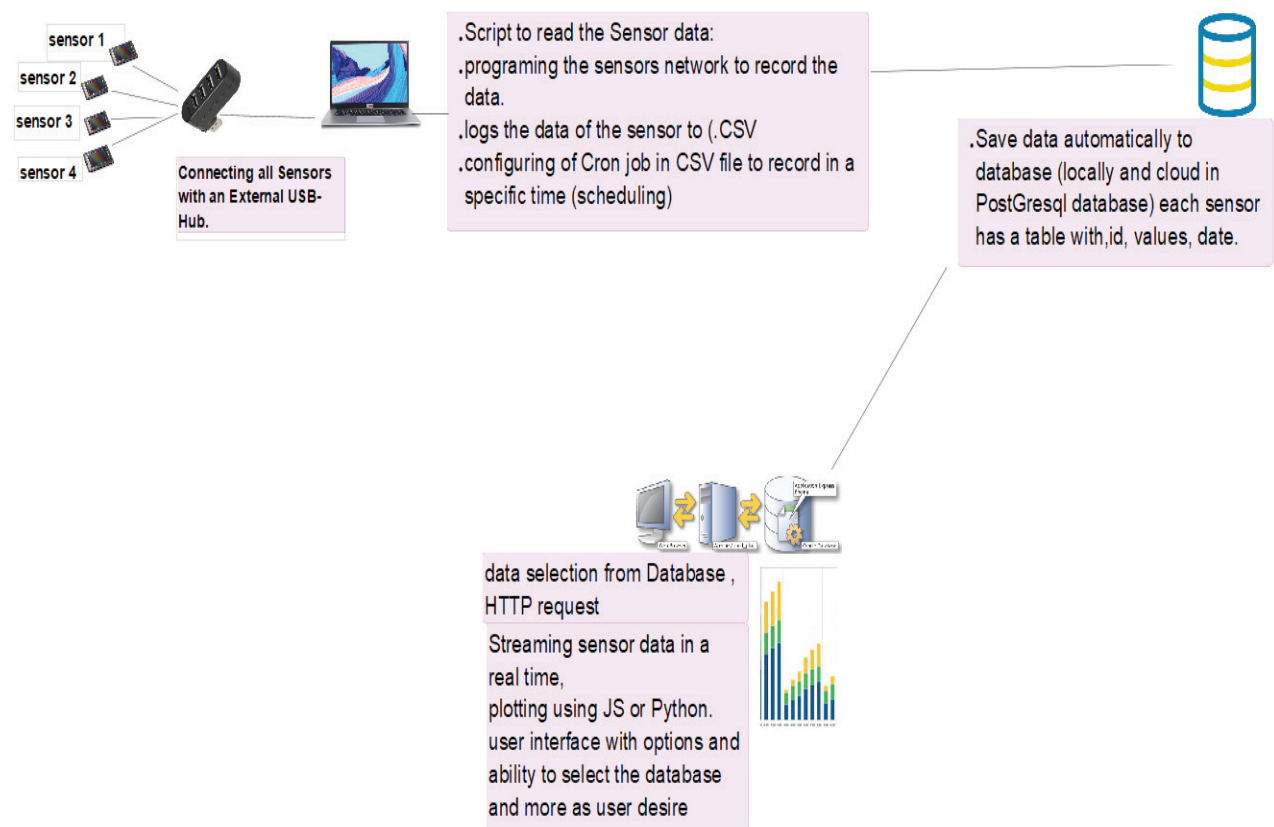 sensor 1
sensor 2
sensor 3
sensor 4
Connecting all Sensors
with an External USB-
Hub.
.Script to read the Sensor data:
.programing the sensors network to record the
data.
.logs the data of the sensor to (.CSV
.configuring of Cron job in CSV file to record in a
specific time (scheduling)
.Save data automatically to
database (locally and cloud in
PostGresql database) each sensor
has a table with,id, values, date.
data selection from Database ,
HTTP request
Streaming sensor data in a
real time,
plotting using JS or Python.
user interface with options and
ability to select the database
and more as user desire